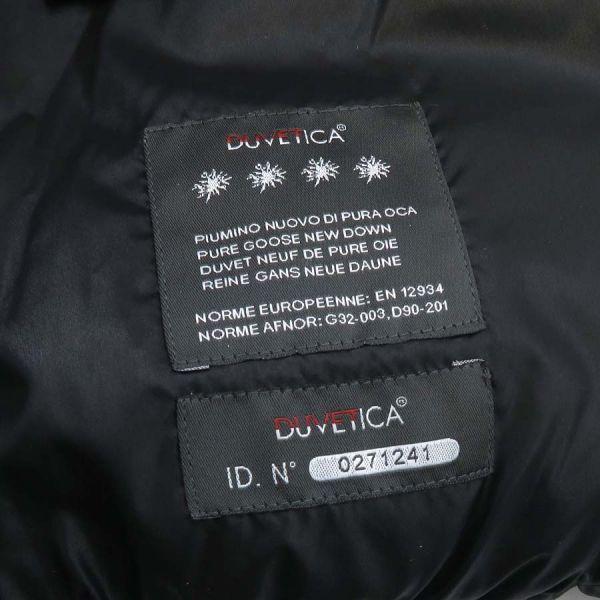 DUVETICA®
PIUMINO NUOVO DI PURA OCA
PURE GOOSE NEW DOWN
DUVET NEUF DE PURE OIE
REINE GANS NEUE DAUNE
NORME EUROPEENNE: EN 12934
NORME AFNOR: G32-003, D90-201
DUVETICA®
ID. N° 0271241